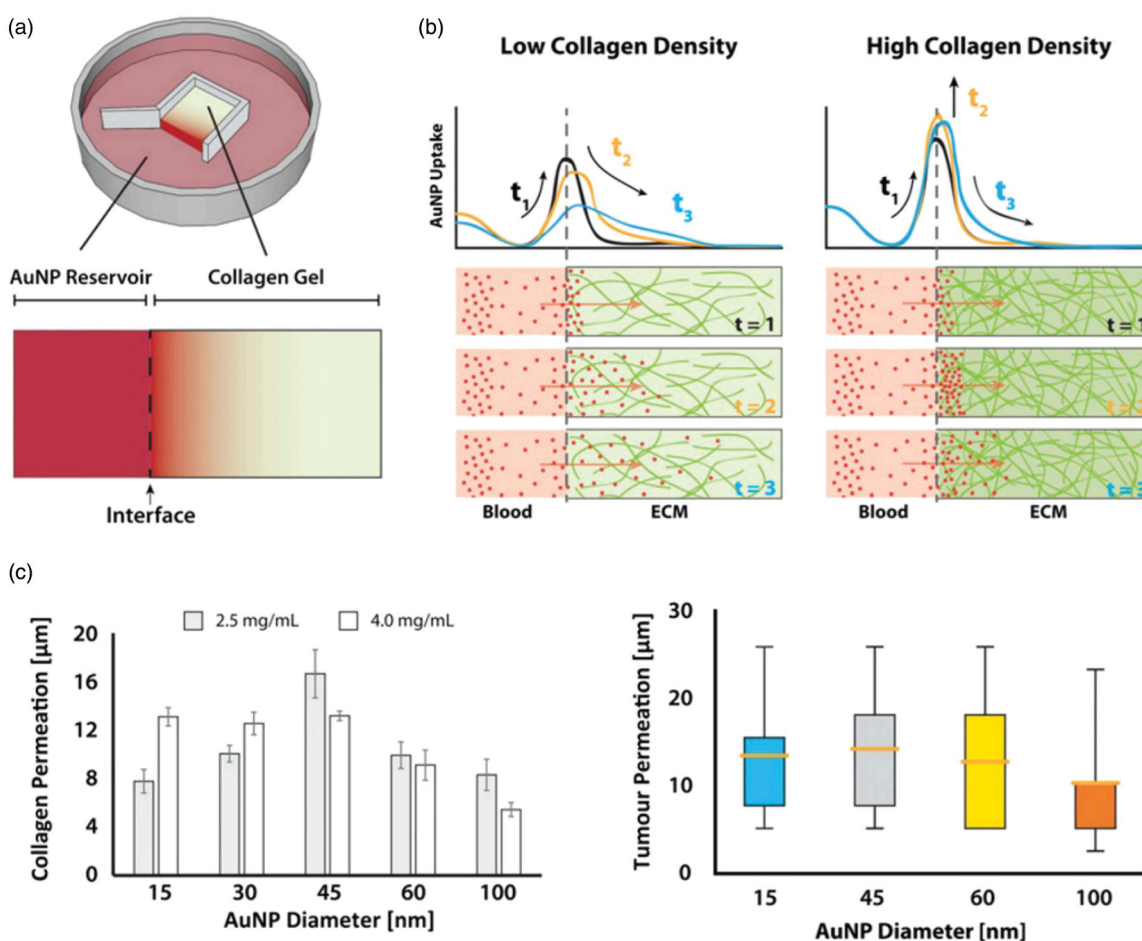 (a)
AuNP Reservoir
Collagen Gel
Interface
(b)
Low Collagen Density
High Collagen Density
AuNP Uptake
t1
t2
t3
t1
t2
t3
t = 1
t = 2
t = 3
t = 1
Blood
ECM
Blood
ECM
(c)
2.5 mg/mL
4.0 mg/mL
Collagen Permeation [µm]
20
16
12
8
4
0
15
30
45
60
100
AuNP Diameter [nm]
Tumour Permeation [µm]
30
20
10
0
15
45
60
100
AuNP Diameter [nm]